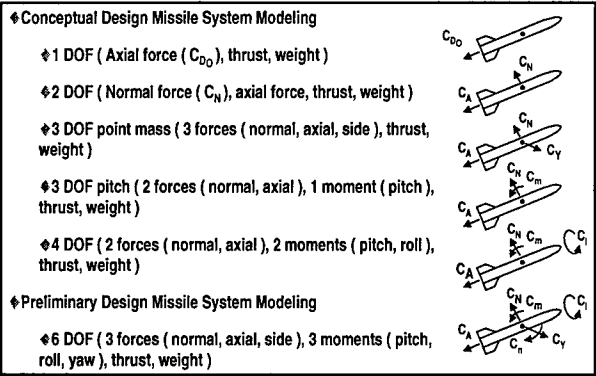 ◆Conceptual Design Missile System Modeling
◆1 DOF ( Axial force ( C_DO ), thrust, weight )
C_DO
◆2 DOF ( Normal force ( C_N ), axial force, thrust, weight )
C_N
C_A
◆3 DOF point mass ( 3 forces ( normal, axial, side ), thrust,
weight )
C_N
C_A
C_Y
◆3 DOF pitch ( 2 forces ( normal, axial ), 1 moment ( pitch ),
thrust, weight )
C_N C_m
C_A
◆4 DOF ( 2 forces ( normal, axial ), 2 moments ( pitch, roll ),
thrust, weight )
C_N C_m C_l
C_A
◆Preliminary Design Missile System Modeling
◆6 DOF ( 3 forces ( normal, axial, side ), 3 moments ( pitch,
roll, yaw ), thrust, weight )
C_N C_m C_l
C_A
C_n C_Y